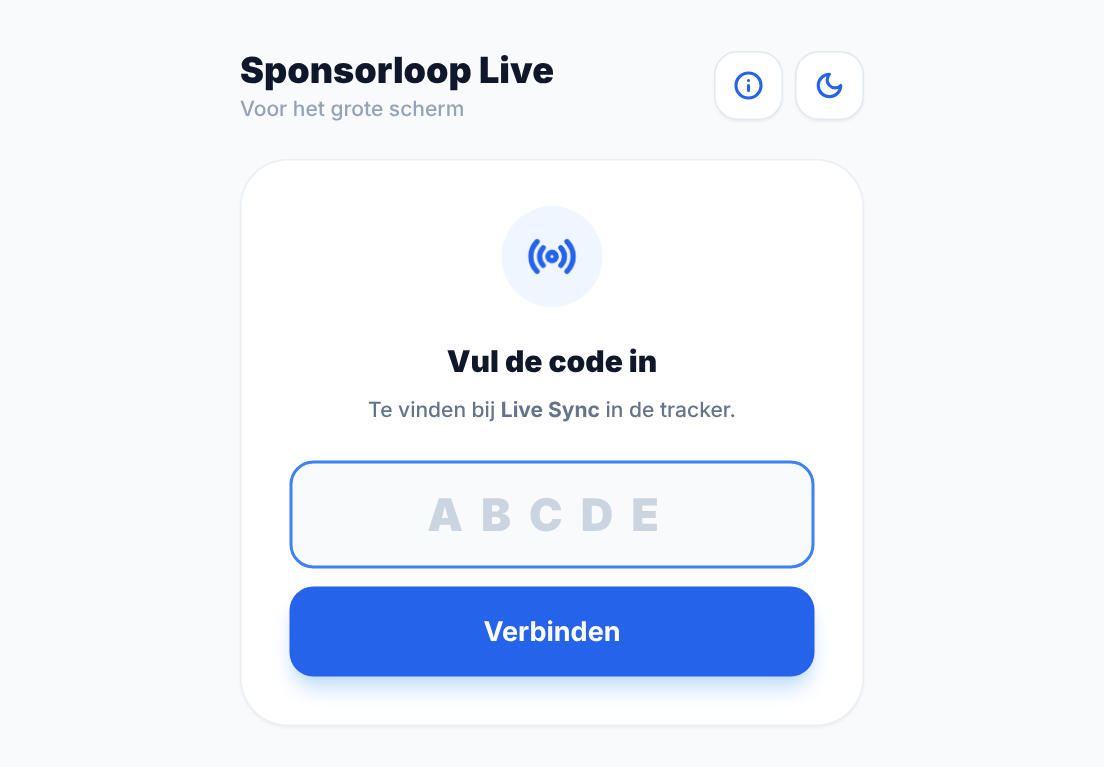 Sponsorloop Live
Voor het grote scherm
Vul de code in
Te vinden bij Live Sync in de tracker.
A B C D E
Verbinden